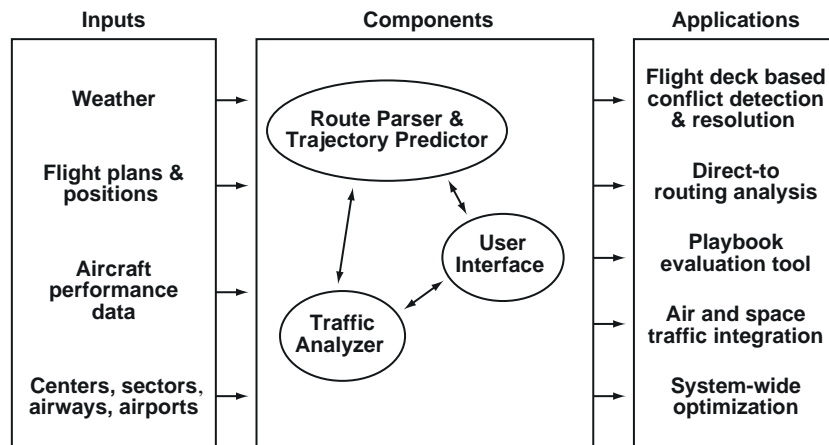 Inputs
Components
Applications
Weather
Flight plans &
positions
Aircraft
performance
data
Centers, sectors,
airways, airports
Route Parser &
Trajectory Predictor
User
Interface
Traffic
Analyzer
Flight deck based
conflict detection
& resolution
Direct-to
routing analysis
Playbook
evaluation tool
Air and space
traffic integration
System-wide
optimization